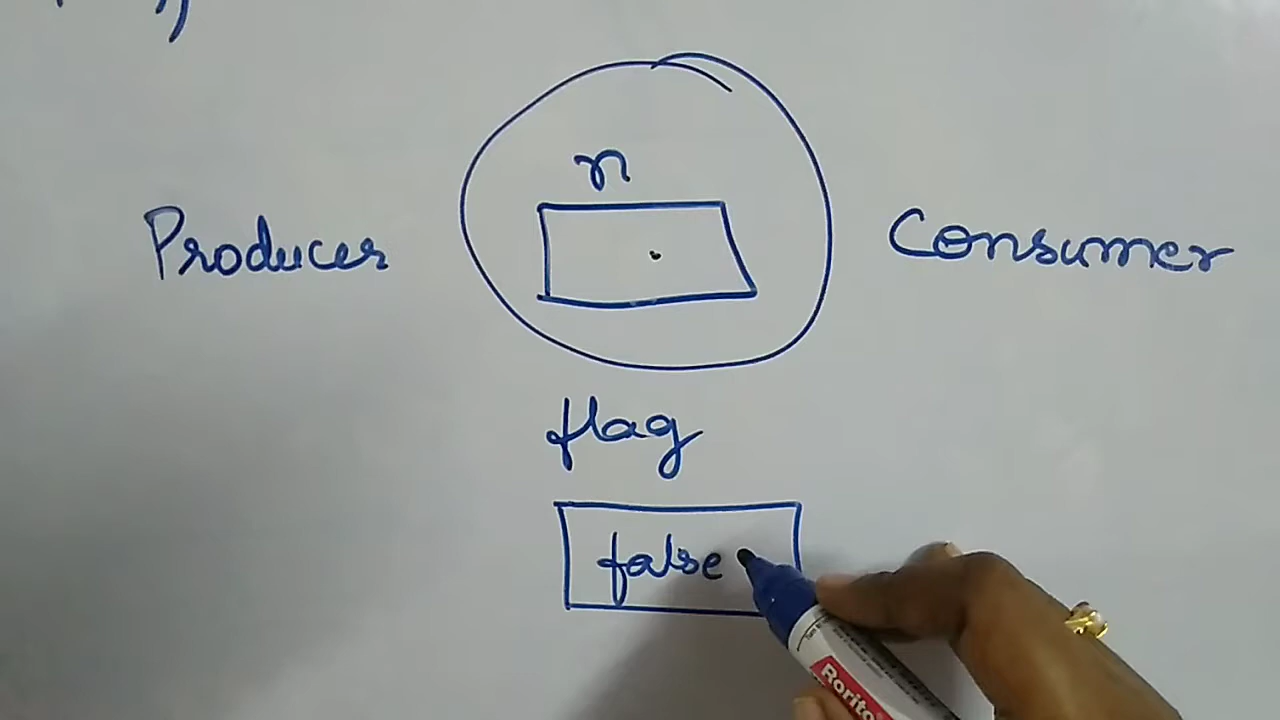 n
Producer
Consumer
flag
false
Rorito